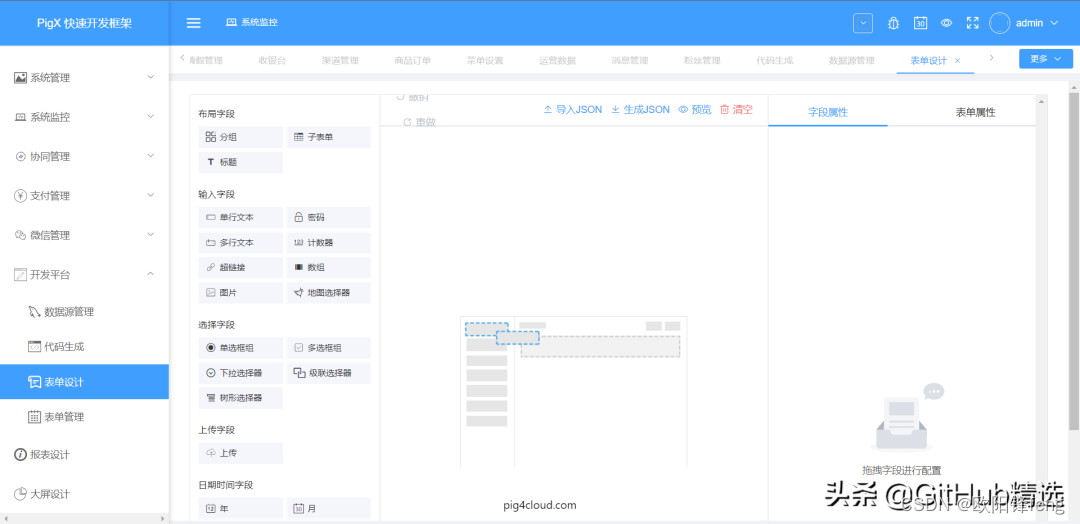 PigX 快速开发框架
系统监控
admin
收银台
渠道管理
商品订单
菜单设置
运营数据
消息管理
粉丝管理
代码生成
数据源管理
表单设计
更多
系统管理
系统监控
协同管理
支付管理
微信管理
开发平台
数据源管理
代码生成
表单设计
表单管理
报表设计
大屏设计
布局字段
分组
子表单
标题
输入字段
单行文本
密码
多行文本
计数器
超链接
数组
图片
地图选择器
选择字段
单选框组
多选框组
下拉选择器
级联选择器
树形选择器
上传字段
上传
日期时间字段
年
月
撤销
重做
导入JSON
生成JSON
预览
清空
字段属性
表单属性
拖拽字段进行配置
pig4cloud.com
头条 @GitHub精选
CSDN @欧阳锋feng